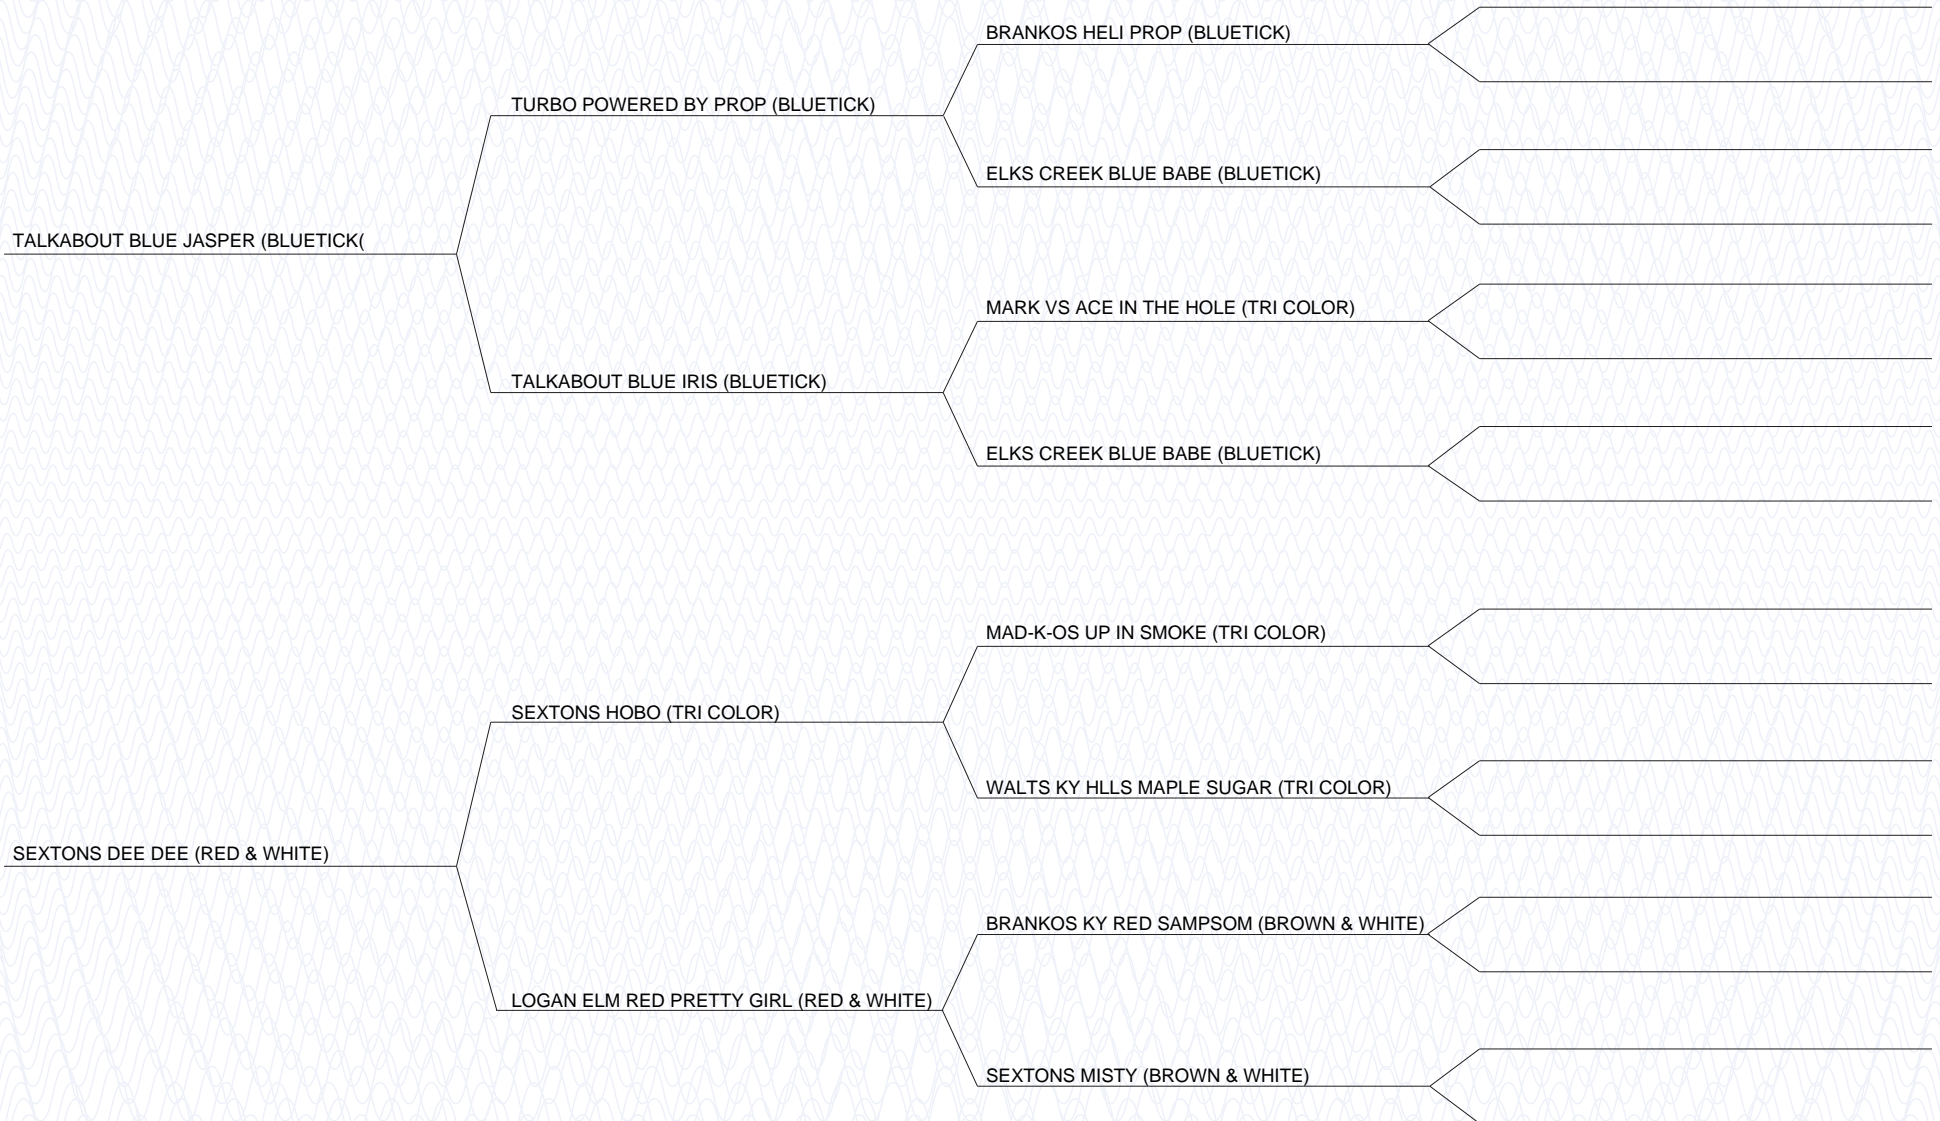 BRANKOS HELI PROP (BLUETICK)
TURBO POWERED BY PROP (BLUETICK)
ELKS CREEK BLUE BABE (BLUETICK)
TALKABOUT BLUE JASPER (BLUETICK(
MARK VS ACE IN THE HOLE (TRI COLOR)
TALKABOUT BLUE IRIS (BLUETICK)
ELKS CREEK BLUE BABE (BLUETICK)
MAD-K-OS UP IN SMOKE (TRI COLOR)
SEXTONS HOBO (TRI COLOR)
WALTS KY HLLS MAPLE SUGAR (TRI COLOR)
SEXTONS DEE DEE (RED & WHITE)
BRANKOS KY RED SAMPSOM (BROWN & WHITE)
LOGAN ELM RED PRETTY GIRL (RED & WHITE)
SEXTONS MISTY (BROWN & WHITE)